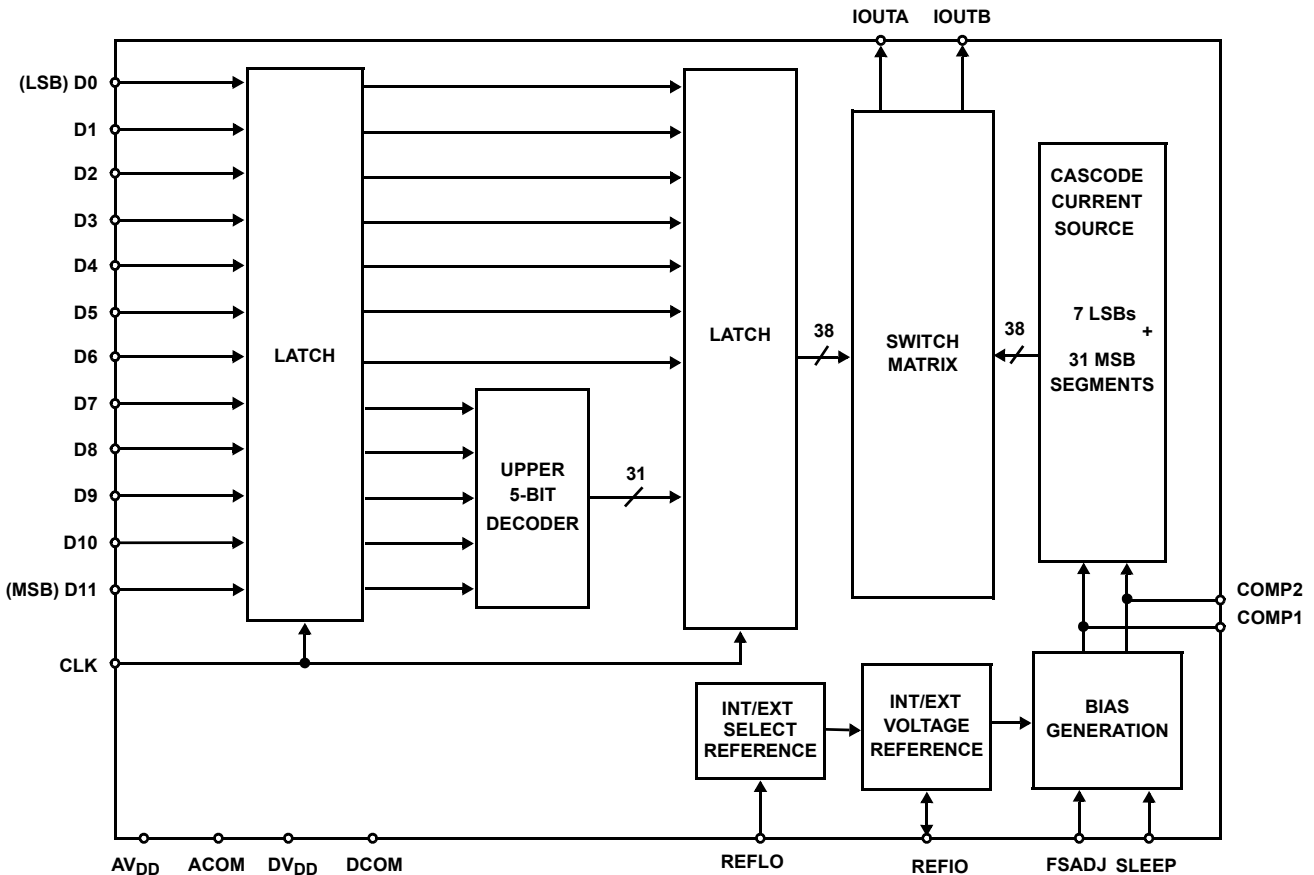 IOUTA IOUTB
(LSB) D0
D1
D2
D3
D4
D5
D6
D7
D8
D9
D10
(MSB) D11
CLK
LATCH
UPPER
5-BIT
DECODER
31
LATCH
38
SWITCH
MATRIX
38
CASCODE
CURRENT
SOURCE
7 LSBs
+
31 MSB
SEGMENTS
COMP2
COMP1
INT/EXT
SELECT
REFERENCE
INT/EXT
VOLTAGE
REFERENCE
BIAS
GENERATION
AVDD ACOM DVDD DCOM REFLO REFIO FSADJ SLEEP